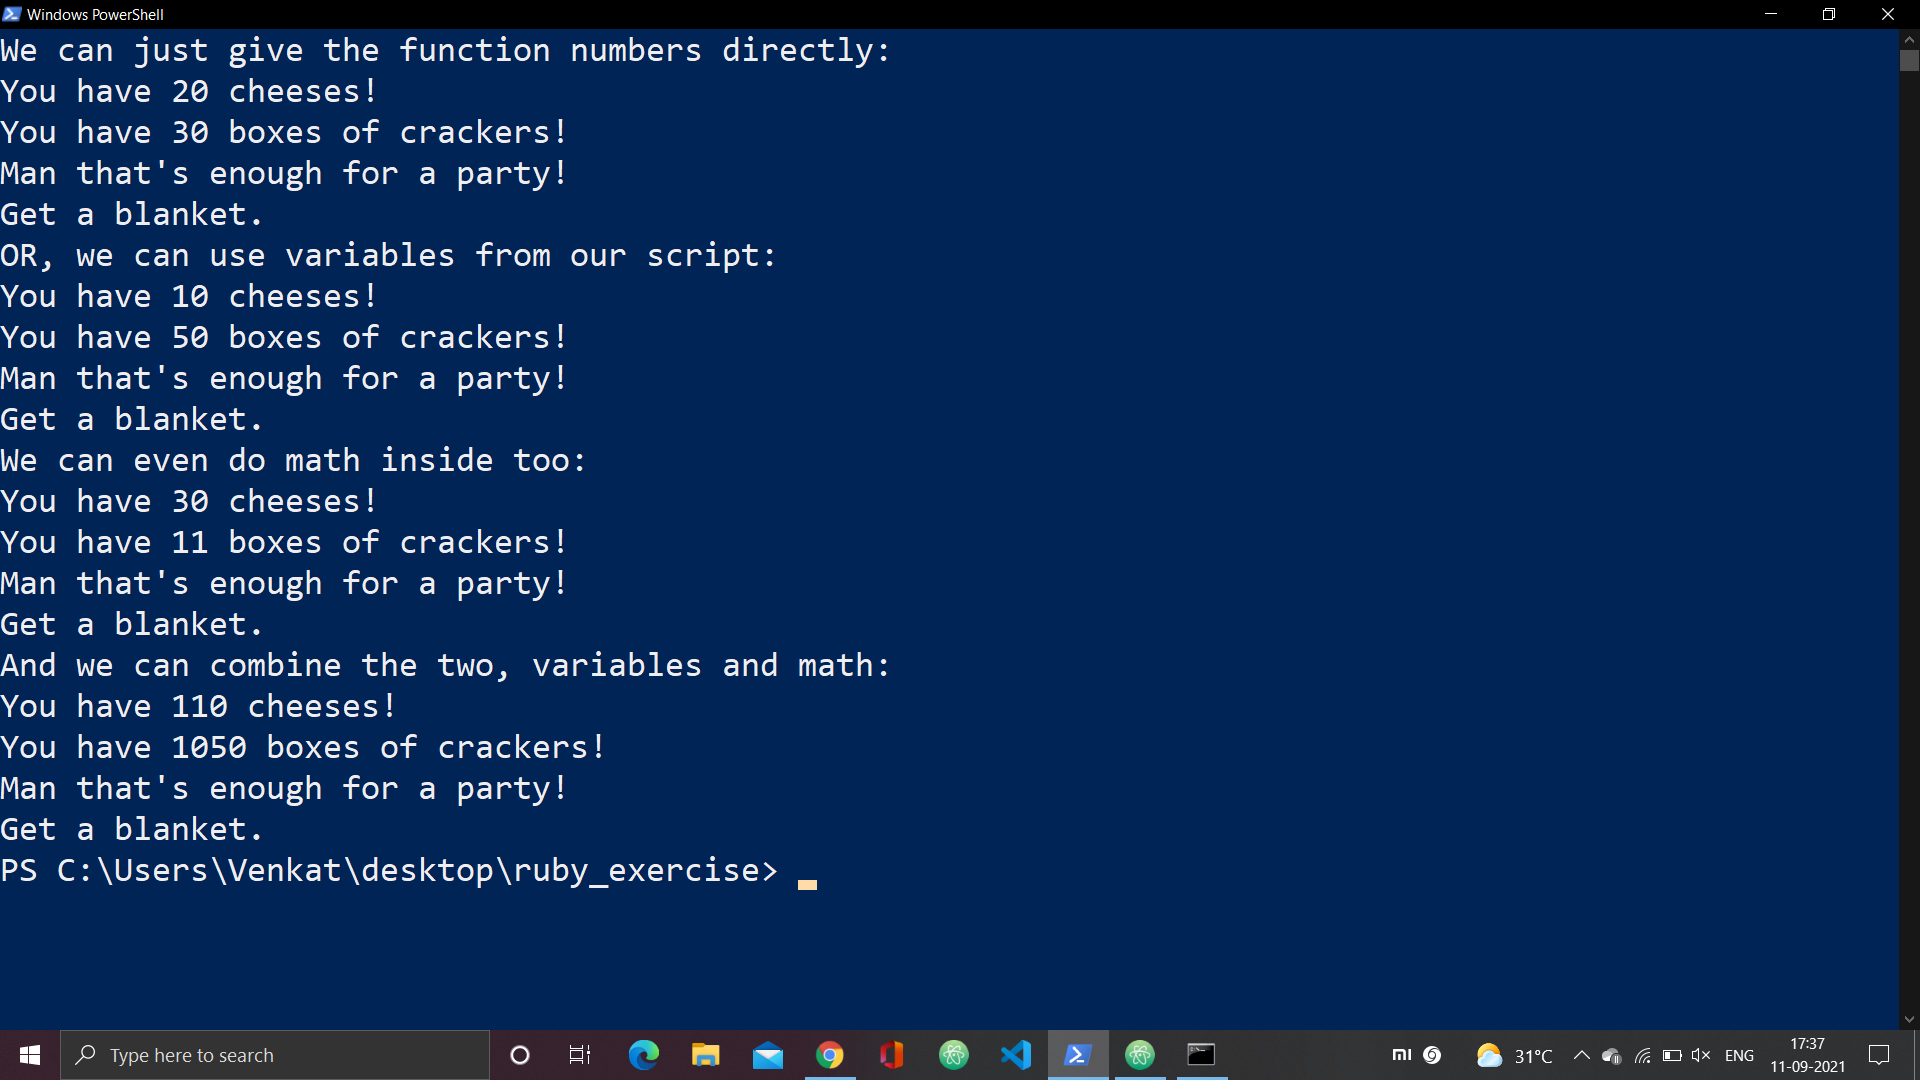 Windows PowerShell
We can just give the function numbers directly:
You have 20 cheeses!
You have 30 boxes of crackers!
Man that's enough for a party!
Get a blanket.
OR, we can use variables from our script:
You have 10 cheeses!
You have 50 boxes of crackers!
Man that's enough for a party!
Get a blanket.
We can even do math inside too:
You have 30 cheeses!
You have 11 boxes of crackers!
Man that's enough for a party!
Get a blanket.
And we can combine the two, variables and math:
You have 110 cheeses!
You have 1050 boxes of crackers!
Man that's enough for a party!
Get a blanket.
PS C:\Users\Venkat\desktop\ruby_exercise>
Type here to search
31°C
ENG
17:37
11-09-2021